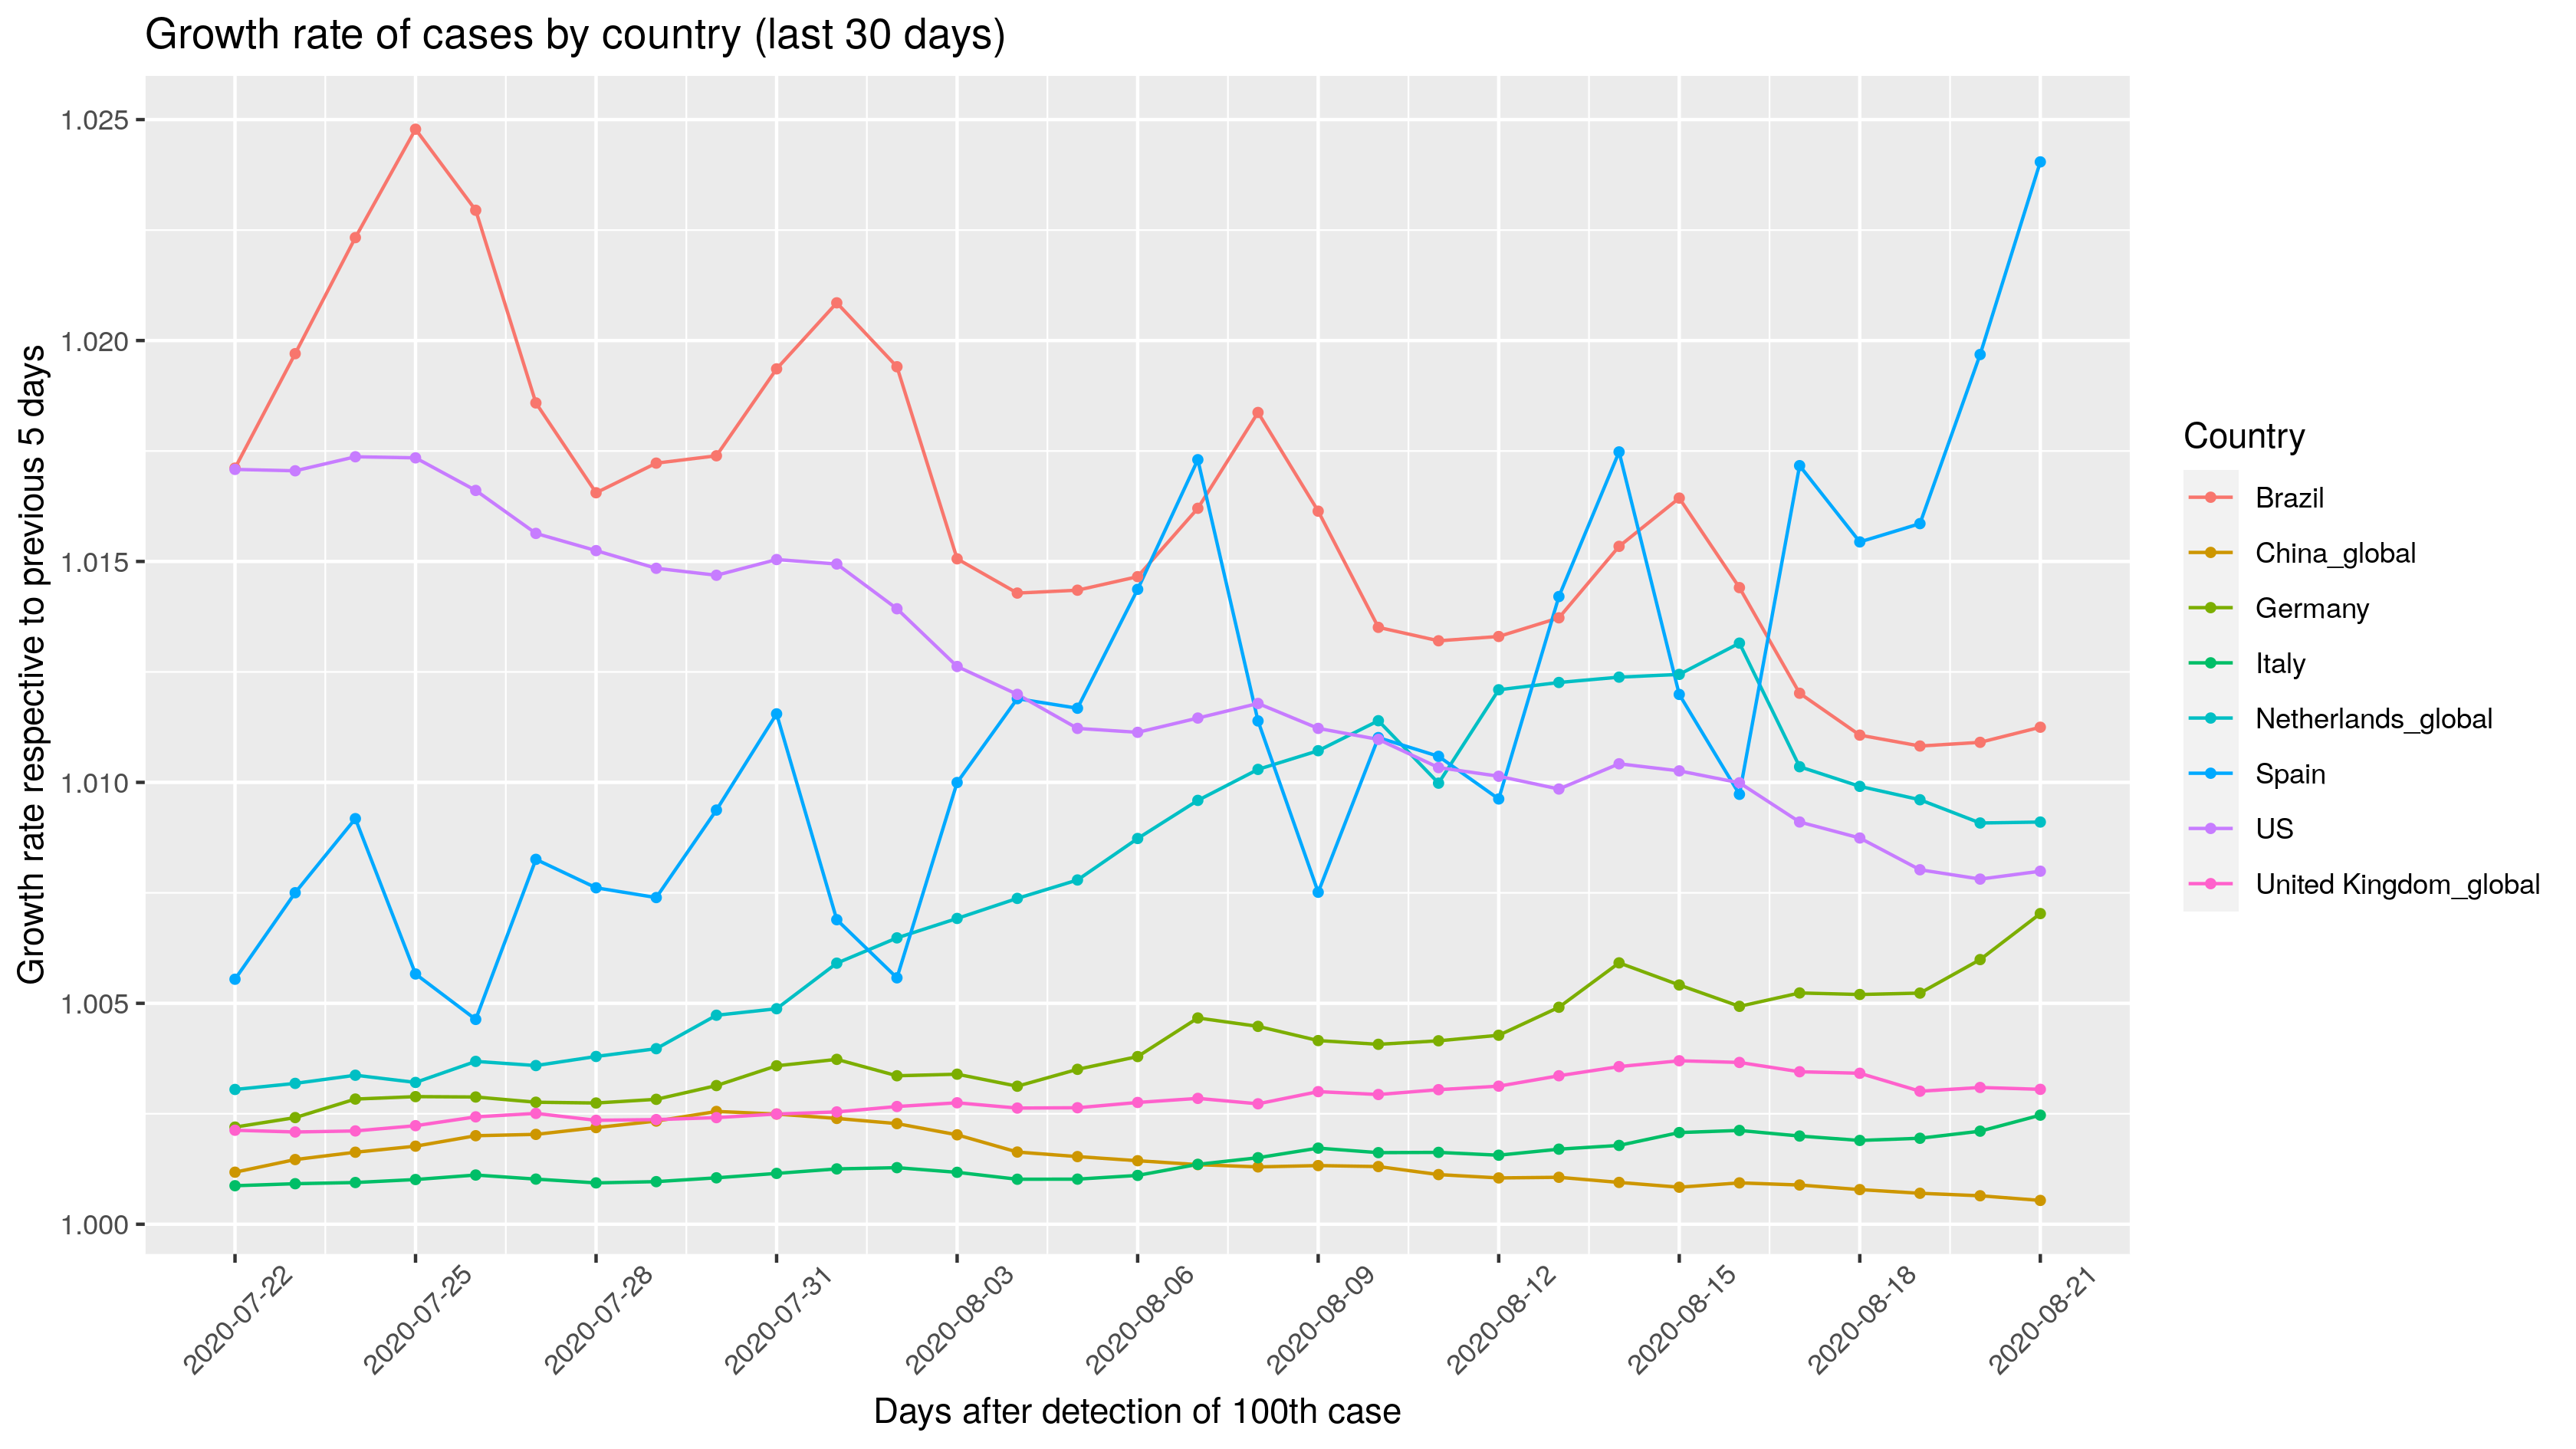 Growth rate of cases by country (last 30 days)
Growth rate respective to previous 5 days
1.025
1.020
1.015
1.010
1.005
1.000
2020-07-22
2020-07-25
2020-07-28
2020-07-31
2020-08-03
2020-08-06
2020-08-09
2020-08-12
2020-08-15
2020-08-18
2020-08-21
Days after detection of 100th case
Country
Brazil
China_global
Germany
Italy
Netherlands_global
Spain
US
United Kingdom_global